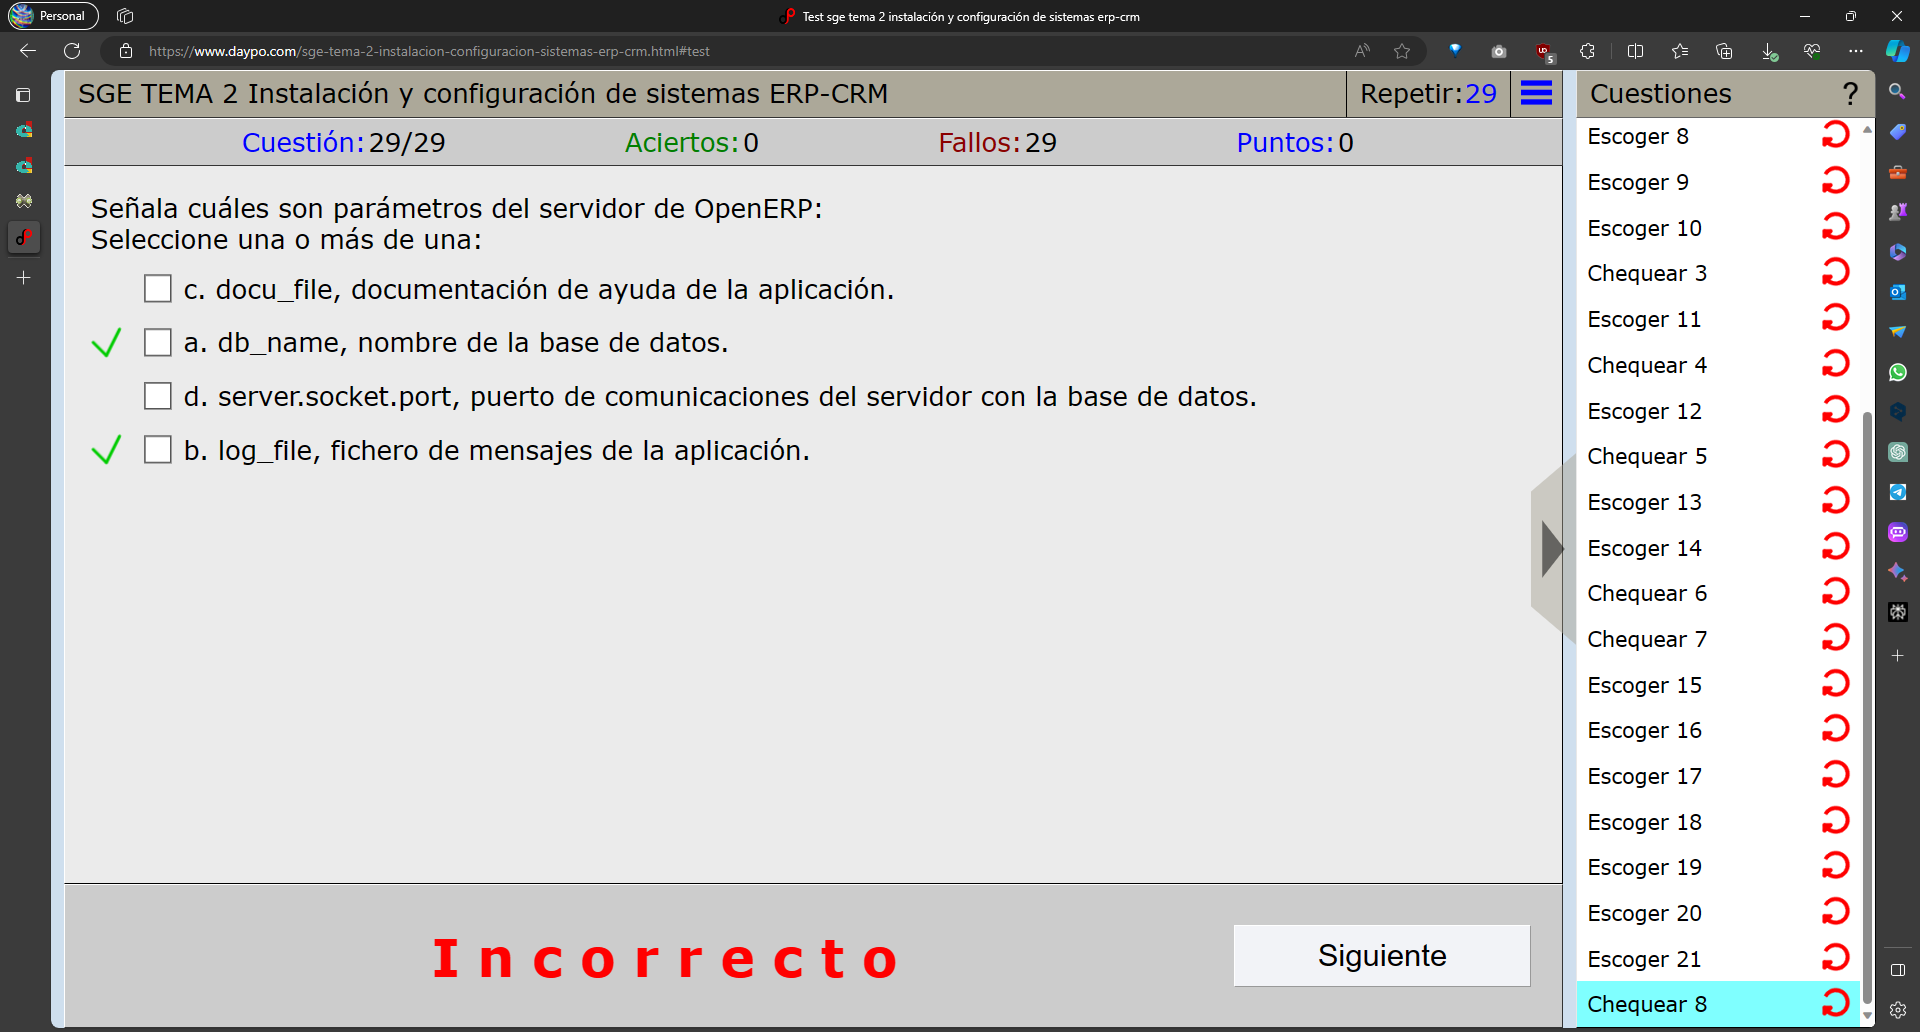 Personal
Test sge tema 2 instalación y configuración de sistemas erp-crm
https://www.daypo.com/sge-tema-2-instalacion-configuracion-sistemas-erp-crm.html#test
5
SGE TEMA 2 Instalación y configuración de sistemas ERP-CRM
Repetir:29
Cuestión:29/29
Aciertos:0
Fallos:29
Puntos:0
Señala cuáles son parámetros del servidor de OpenERP:
Seleccione una o más de una:
c. docu_file, documentación de ayuda de la aplicación.
a. db_name, nombre de la base de datos.
d. server.socket.port, puerto de comunicaciones del servidor con la base de datos.
b. log_file, fichero de mensajes de la aplicación.
Incorrecto
Siguiente
Cuestiones
?
Escoger 8
Escoger 9
Escoger 10
Chequear 3
Escoger 11
Chequear 4
Escoger 12
Chequear 5
Escoger 13
Escoger 14
Chequear 6
Chequear 7
Escoger 15
Escoger 16
Escoger 17
Escoger 18
Escoger 19
Escoger 20
Escoger 21
Chequear 8